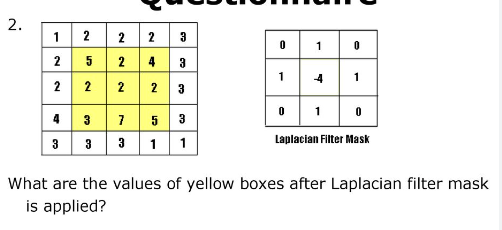 Questionnaire
2.
1 2 2 2 3
2 5 2 4 3
2 2 2 2 3
4 3 7 5 3
3 3 3 1 1
0 1 0
1 -4 1
0 1 0
Laplacian Filter Mask
What are the values of yellow boxes after Laplacian filter mask
is applied?